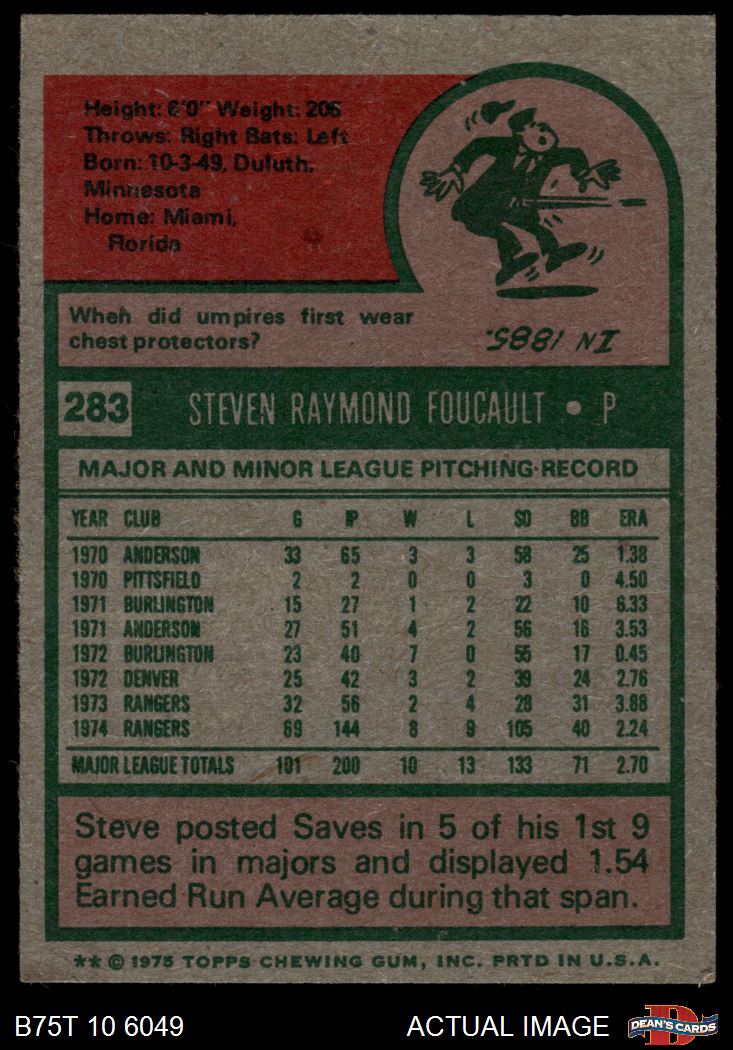 Height: 6'0" Weight: 206
Throws: Right Bats: Left
Born: 10-3-49, Duluth,
Minnesota
Home: Miami,
Florida
When did umpires first wear
chest protectors?
IN 1885.
283 STEVEN RAYMOND FOUCAULT • P
MAJOR AND MINOR LEAGUE PITCHING RECORD
YEAR CLUB G IP W L SO BB ERA
1970 ANDERSON 33 65 3 3 58 25 1.38
1970 PITTSFIELD 2 2 0 0 3 0 4.50
1971 BURLINGTON 15 27 1 2 22 10 6.33
1971 ANDERSON 27 51 4 2 56 16 3.53
1972 BURLINGTON 23 40 7 0 55 17 0.45
1972 DENVER 25 42 3 2 39 24 2.76
1973 RANGERS 32 56 2 4 28 31 3.88
1974 RANGERS 69 144 8 9 105 40 2.24
MAJOR LEAGUE TOTALS 101 200 10 13 133 71 2.70
Steve posted Saves in 5 of his 1st 9
games in majors and displayed 1.54
Earned Run Average during that span.
** © 1975 TOPPS CHEWING GUM, INC. PRTD IN U.S.A.
B75T 10 6049 ACTUAL IMAGE DEAN'S CARDS